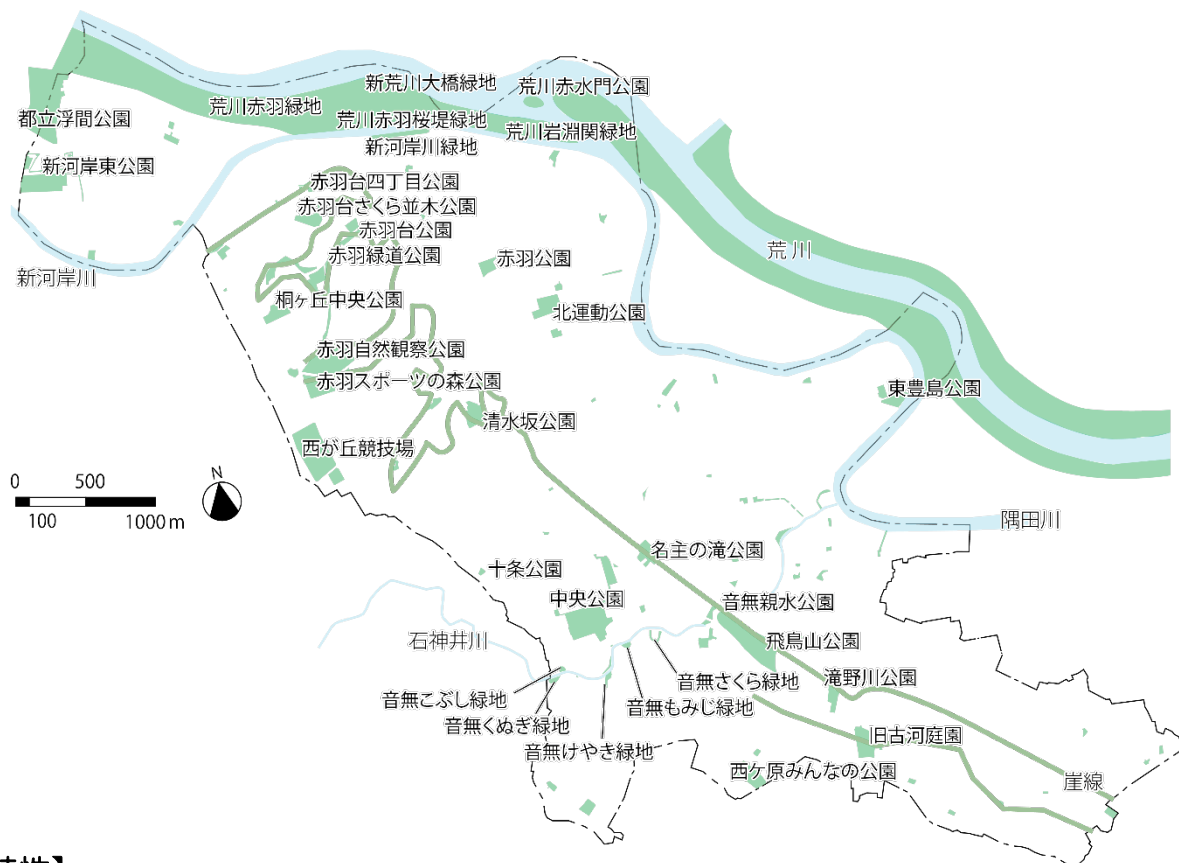 新荒川大橋緑地
荒川赤水門公園
荒川赤羽緑地
都立浮間公園
荒川赤羽桜堤緑地
荒川岩淵関緑地
新河岸川緑地
新河岸東公園
赤羽台四丁目公園
赤羽台さくら並木公園
赤羽台公園
荒川
赤羽緑道公園
赤羽公園
新河岸川
桐ヶ丘中央公園
北運動公園
赤羽自然観察公園
赤羽スポーツの森公園
東豊島公園
清水坂公園
西が丘競技場
0 500
100 1000m
N
隅田川
名主の滝公園
十条公園
中央公園
音無親水公園
石神井川
飛鳥山公園
音無さくら緑地
滝野川公園
音無こぶし緑地
音無もみじ緑地
音無くぬぎ緑地
旧古河庭園
音無けやき緑地
西ケ原みんなの公園
崖線